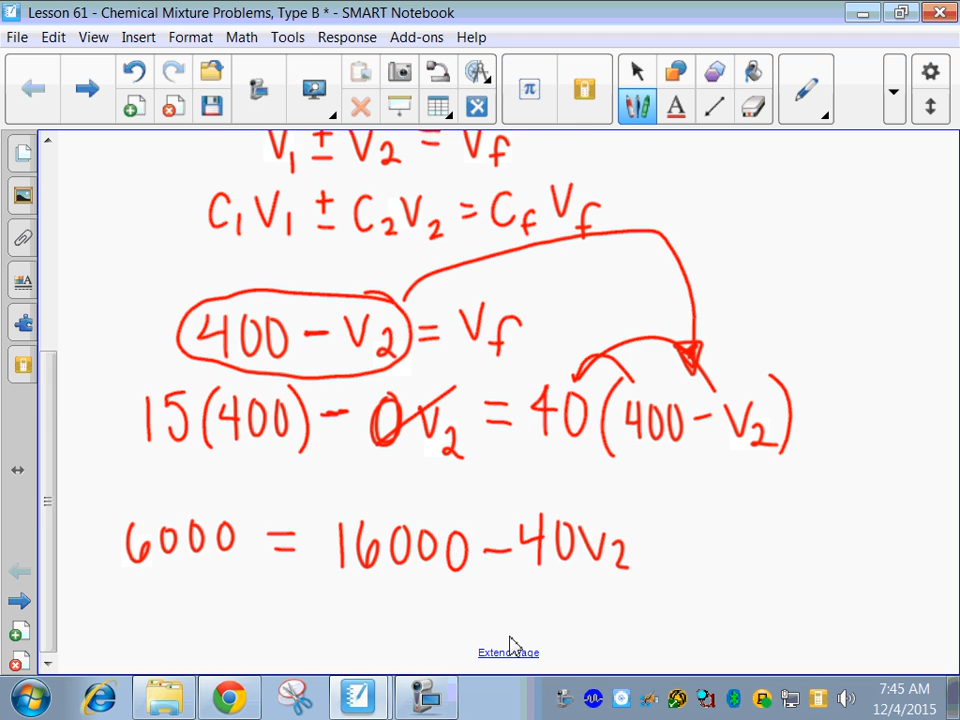 Lesson 61 - Chemical Mixture Problems, Type B * - SMART Notebook
File Edit View Insert Format Math Tools Response Add-ons Help
V₁ ± V₂ = Vf
C₁V₁ ± C₂V₂ = CfVf
400 - V₂ = Vf
15(400) - 0V₂ = 40(400 - V₂)
6000 = 16000 - 40V₂
7:45 AM
12/4/2015